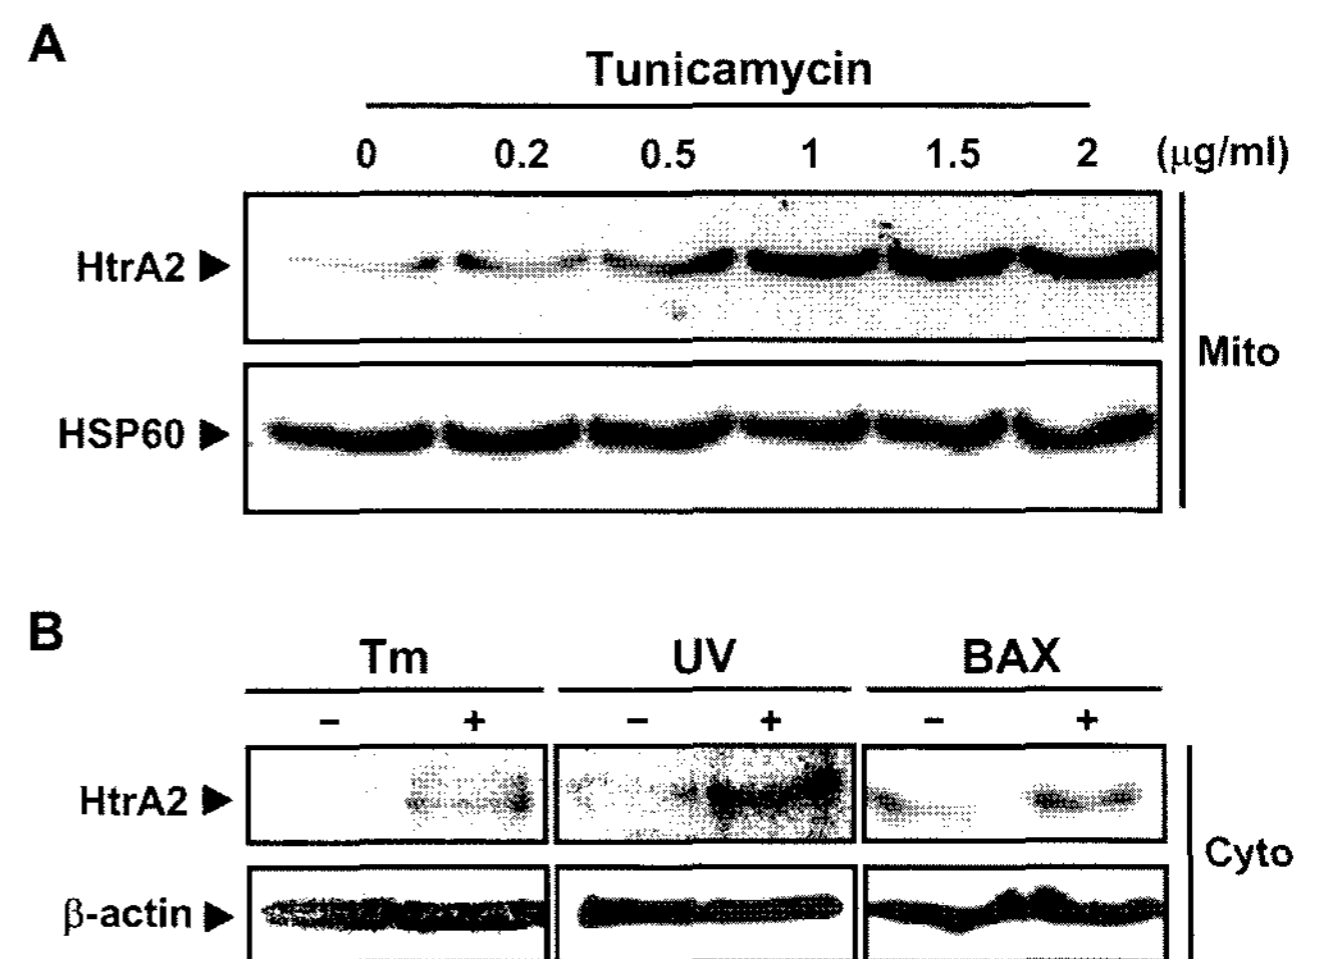 A
Tunicamycin
0 0.2 0.5 1 1.5 2 (μg/ml)
HtrA2
Mito
HSP60
B
Tm UV BAX
- + - + - +
HtrA2
Cyto
β-actin